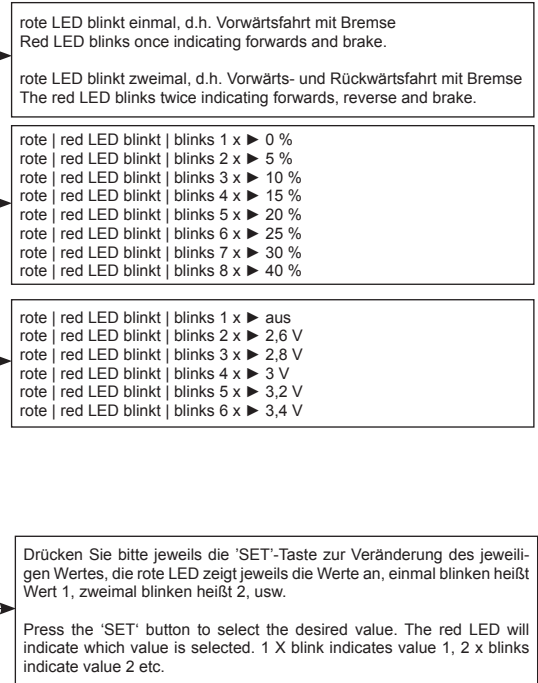 rote LED blinkt einmal, d.h. Vorwärtsfahrt mit Bremse
Red LED blinks once indicating forwards and brake.
rote LED blinkt zweimal, d.h. Vorwärts- und Rückwärtsfahrt mit Bremse
The red LED blinks twice indicating forwards, reverse and brake.
rote | red LED blinkt | blinks 1 x ► 0 %
rote | red LED blinkt | blinks 2 x ► 5 %
rote | red LED blinkt | blinks 3 x ► 10 %
rote | red LED blinkt | blinks 4 x ► 15 %
rote | red LED blinkt | blinks 5 x ► 20 %
rote | red LED blinkt | blinks 6 x ► 25 %
rote | red LED blinkt | blinks 7 x ► 30 %
rote | red LED blinkt | blinks 8 x ► 40 %
rote | red LED blinkt | blinks 1 x ► aus
rote | red LED blinkt | blinks 2 x ► 2,6 V
rote | red LED blinkt | blinks 3 x ► 2,8 V
rote | red LED blinkt | blinks 4 x ► 3 V
rote | red LED blinkt | blinks 5 x ► 3,2 V
rote | red LED blinkt | blinks 6 x ► 3,4 V
Drücken Sie bitte jeweils die 'SET'-Taste zur Veränderung des jeweili-
gen Wertes, die rote LED zeigt jeweils die Werte an, einmal blinken heißt
Wert 1, zweimal blinken heißt 2, usw.
Press the ‘SET‘ button to select the desired value. The red LED will
indicate which value is selected. 1 X blink indicates value 1, 2 x blinks
indicate value 2 etc.